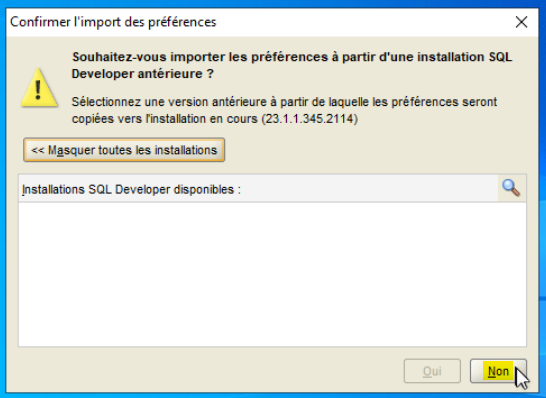 Confirmer l'import des préférences
Souhaitez-vous importer les préférences à partir d'une installation SQL
Developer antérieure ?
Sélectionnez une version antérieure à partir de laquelle les préférences seront
copiées vers l'installation en cours (23.1.1.345.2114)
<< Masquer toutes les installations
Installations SQL Developer disponibles :
Oui
Non